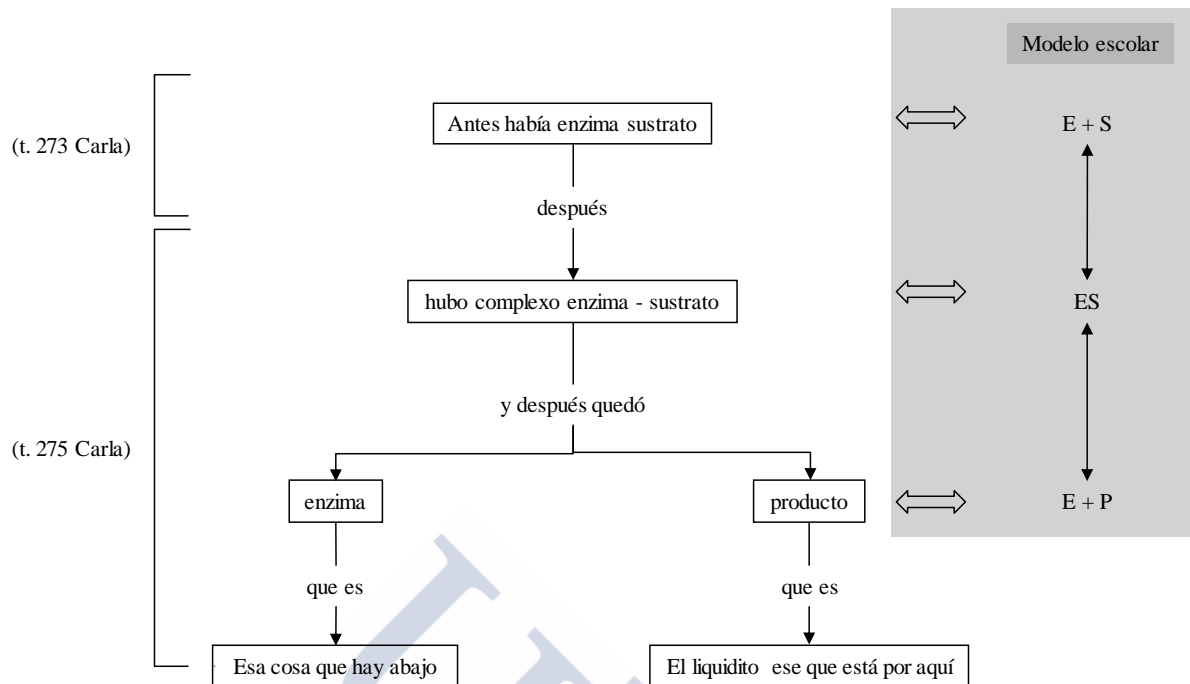 Modelo escolar
(t. 273 Carla)
Antes había enzima sustrato
E + S
después
hubo complexo enzima - sustrato
ES
y después quedó
(t. 275 Carla)
enzima
producto
E + P
que es
que es
Esa cosa que hay abajo
El liquidito ese que está por aquí